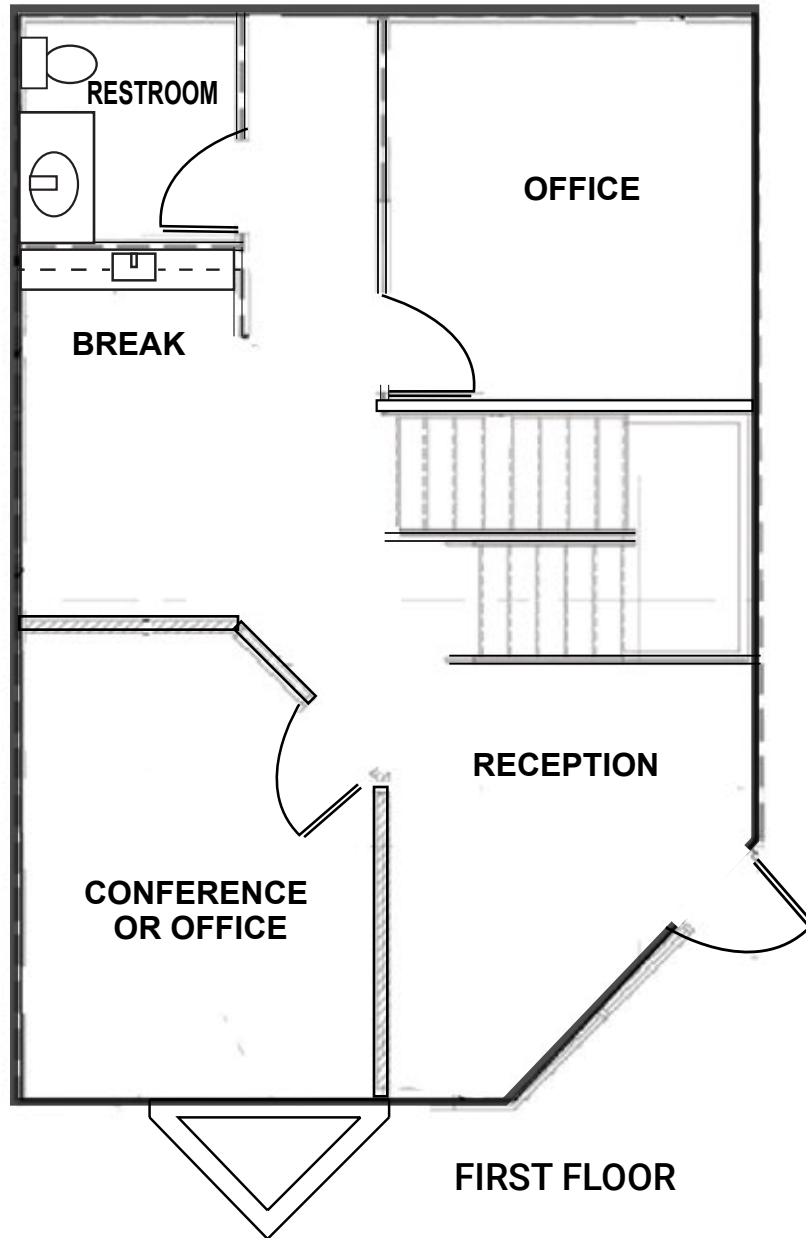 RESTROOM
OFFICE
BREAK
RECEPTION
CONFERENCE
OR OFFICE
FIRST FLOOR